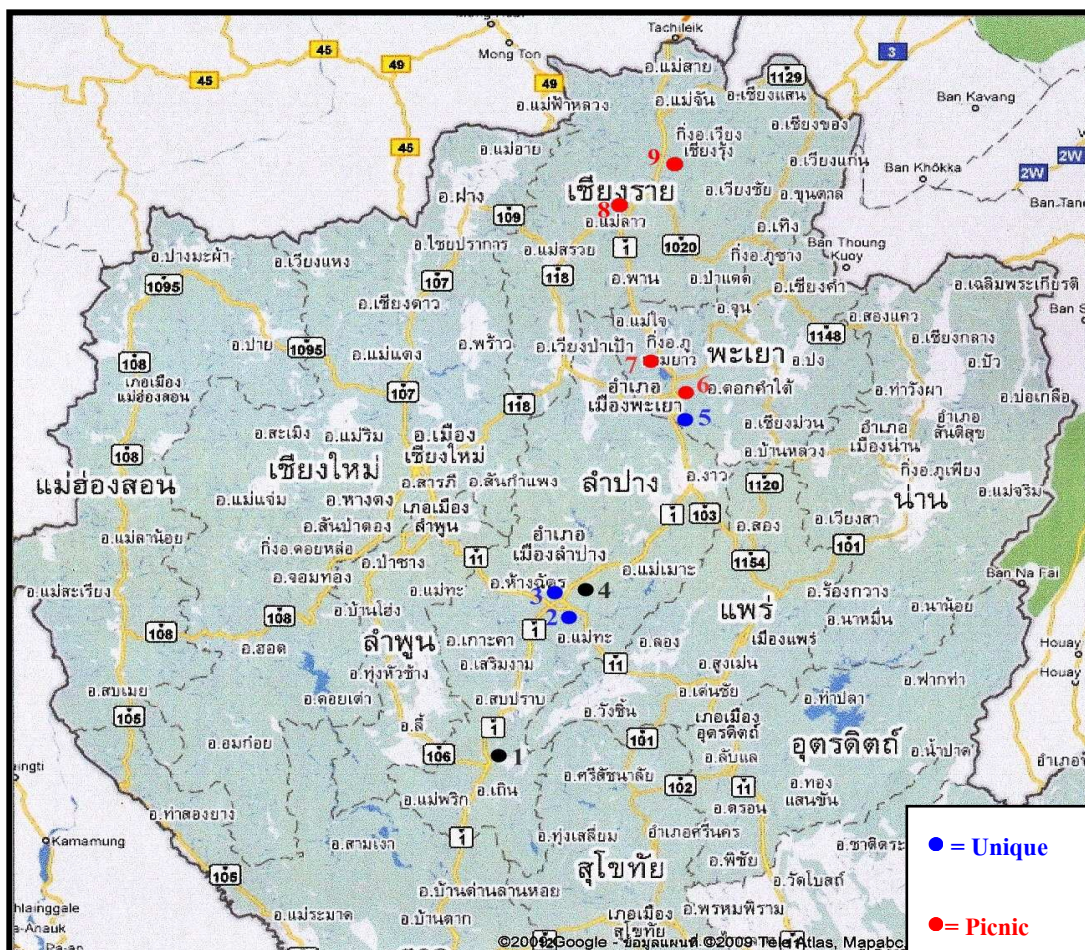 Tachileik
Mong Ton
45
49
45
49
45
3
1129
2W
2W
อ.แม่สาย
อ.แม่ฟ้าหลวง
อ.แม่จัน
อ.เชียงแสน
Ban Kavang
กิ่งอ.เวียง
เชียงรุ้ง
อ.เชียงของ
อ.แม่อาย
9
อ.เวียงแก่น
Ban Khôkka
อ.ฝาง
เชียงราย
อ.เวียงชัย
อ.ขุนตาล
8
109
อ.แม่ลาว
อ.เทิง
อ.ไชยปราการ
อ.แม่สรวย
1
1020
Ban Thoung
Kuoy
อ.ปางมะผ้า
อ.เวียงแหง
กิ่งอ.ภูซาง
1095
107
118
อ.พาน
อ.ป่าแดด
อ.เชียงคำ
อ.เฉลิมพระเกียรติ
อ.เชียงดาว
อ.จุน
อ.สองแคว
Ban S
อ.แม่ใจ
กิ่งอ.ภู
1148
อ.เชียงกลาง
อ.ปาย
1095
อ.แม่แตง
อ.พร้าว
อ.เวียงป่าเป้า
7
มยาว
พะเยา
อ.ปง
อ.ปัว
108
เภอเมือง
แม่ฮ่องสอน
107
118
อำเภอ
เมืองพะเยา
6
อ.ดอกคำใต้
อ.ท่าวังผา
อ.บ่อเกลือ
5
อ.เชียงม่วน
อำเภอ
เมืองน่าน
อำเภอ
สันติสุข
อ.สะเมิง
อ.แม่ริม
อ.เมือง
เชียงใหม่
อ.บ้านหลวง
108
เชียงใหม่
แม่ฮ่องสอน
อ.สารภี
อ.สันกำแพง
ลำปาง
อ.งาว
1120
กิ่งอ.ภูเพียง
น่าน
อ.แม่จริม
อ.แม่แจ่ม
อ.หางดง
เภอเมือง
ลำพูน
อ.สันป่าตอง
1
103
อ.สอง
อ.เวียงสา
อ.แม่ลาน้อย
กิ่งอ.ดอยหล่อ
อำเภอ
เมืองลำปาง
101
11
1154
อ.จอมทอง
อ.ป่าซาง
อ.แม่เมาะ
Ban Na Fai
อ.แม่สะเรียง
อ.แม่ทะ
อ.ห้างฉัตร
3
4
อ.ร้องกวาง
อ.บ้านโฮ่ง
แพร่
อ.นาน้อย
108
108
2
อ.นาหมื่น
ลำพูน
อ.เกาะคา
1
อ.แม่ทะ
อ.ลอง
เมืองแพร่
Houay
อ.ฮอด
อ.เสริมงาม
11
อ.สูงเม่น
อ.ทุ่งหัวช้าง
อ.ฟากท่า
Houay
อ.สบเมย
อ.ดอยเต่า
อ.สบปราบ
อ.เด่นชัย
อ.ท่าปลา
105
อ.วังชิ้น
เภอเมือง
อุตรดิตถ์
อ.ลี้
1
101
อุตรดิตถ์
อ.อมก๋อย
106
1
อ.ลับแล
อ.น้ำปาด
อำเภอ
อ.ศรีสัชนาลัย
102
11
อ.ทอง
แสนขัน
อ.แม่พริก
อ.เถิน
อ.ตรอน
อ.ท่าสองยาง
Kamamung
อ.สามเงา
1
อ.ทุ่งเสลี่ยม
อำเภอศรีนคร
อ.ชาติตระ
= Unique
สุโขทัย
อ.พิชัย
105
อ.วัดโบสถ์
hlainggale
a-Anauk
อ.บ้านด่านลานหอย
อ.แม่ระมาด
อ.บ้านตาก
เภอเมือง
สุโขทัย
อ.พรหมพิราม
= Picnic
Pa-an
12
11
©2009 Google - ข้อมูลแผนที่ ©2009 Tele Atlas, Mapabc